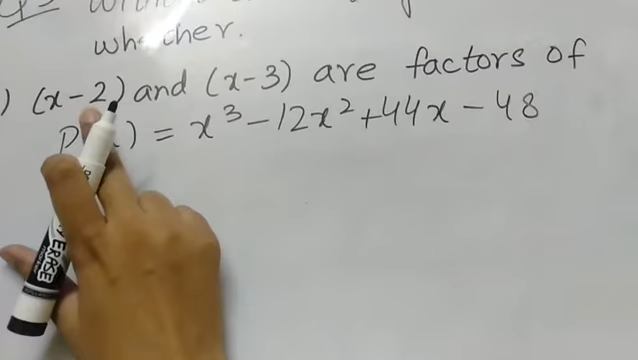 whether.
) (x-2) and (x-3) are factors of
P( ) = x³-12x²+44x-48